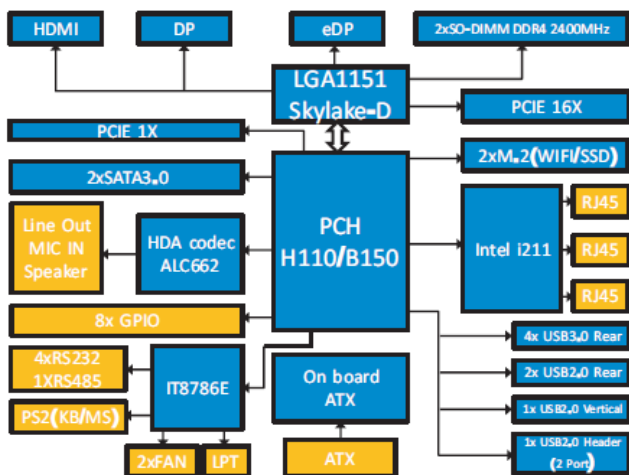 HDMI
DP
eDP
2xSO-DIMM DDR4 2400MHz
LGA1151
Skylake-D
PCIE 16X
PCIE 1X
2xM.2(WIFI/SSD)
2xSATA3.0
PCH
H110/B150
Line Out
MIC IN
Speaker
HDA codec
ALC662
Intel i211
RJ45
RJ45
RJ45
8x GPIO
4x USB3.0 Rear
4xRS232
1XRS485
IT8786E
On board
ATX
2x USB2.0 Rear
PS2(KB/MS)
1x USB2.0 Vertical
2xFAN
LPT
ATX
1x USB2.0 Header
(2 Port)